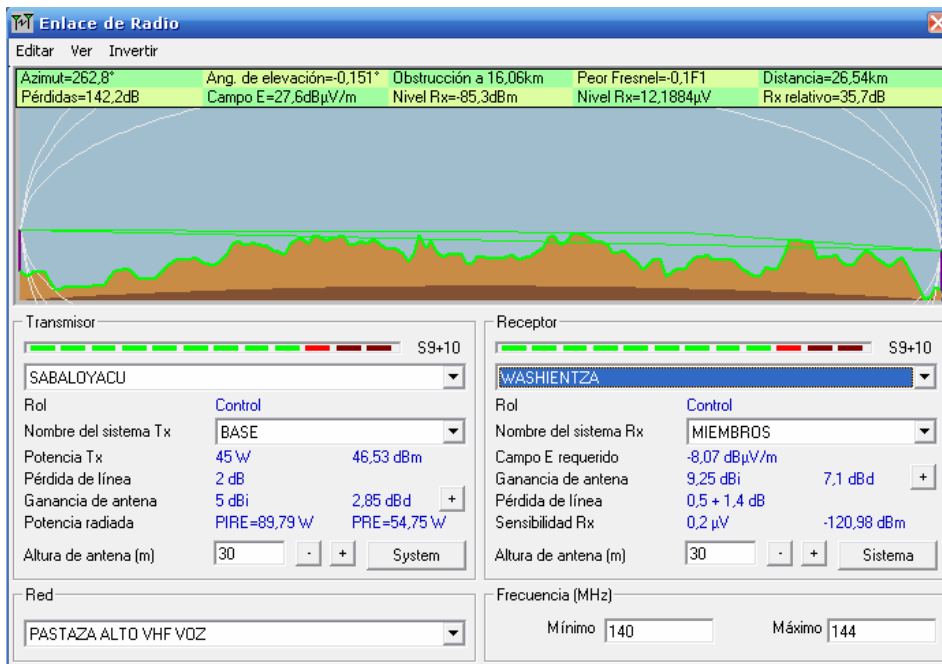 Enlace de Radio
Editar Ver Invertir
Azimut=262,8° Ang. de elevación=-0,151° Obstrucción a 16,06km Peor Fresnel=-0,1F1 Distancia=26,54km
Pérdidas=142,2dB Campo E=27,6dBµV/m Nivel Rx=-85,3dBm Nivel Rx=12,1884µV Rx relativo=35,7dB
Transmisor
S9+10
SABALOYACU
Rol Control
Nombre del sistema Tx BASE
Potencia Tx 45 W 46,53 dBm
Pérdida de línea 2 dB
Ganancia de antena 5 dBi 2,85 dBd +
Potencia radiada PIRE=89,79 W PRE=54,75 W
Altura de antena (m) 30 - + System
Red
PASTAZA ALTO VHF VOZ
Receptor
S9+10
WASHIENTZA
Rol Control
Nombre del sistema Rx MIEMBROS
Campo E requerido -8,07 dBµV/m
Ganancia de antena 9,25 dBi 7,1 dBd +
Pérdida de línea 0,5 + 1,4 dB
Sensibilidad Rx 0,2 µV -120,98 dBm
Altura de antena (m) 30 - + Sistema
Frecuencia (MHz)
Mínimo 140 Máximo 144